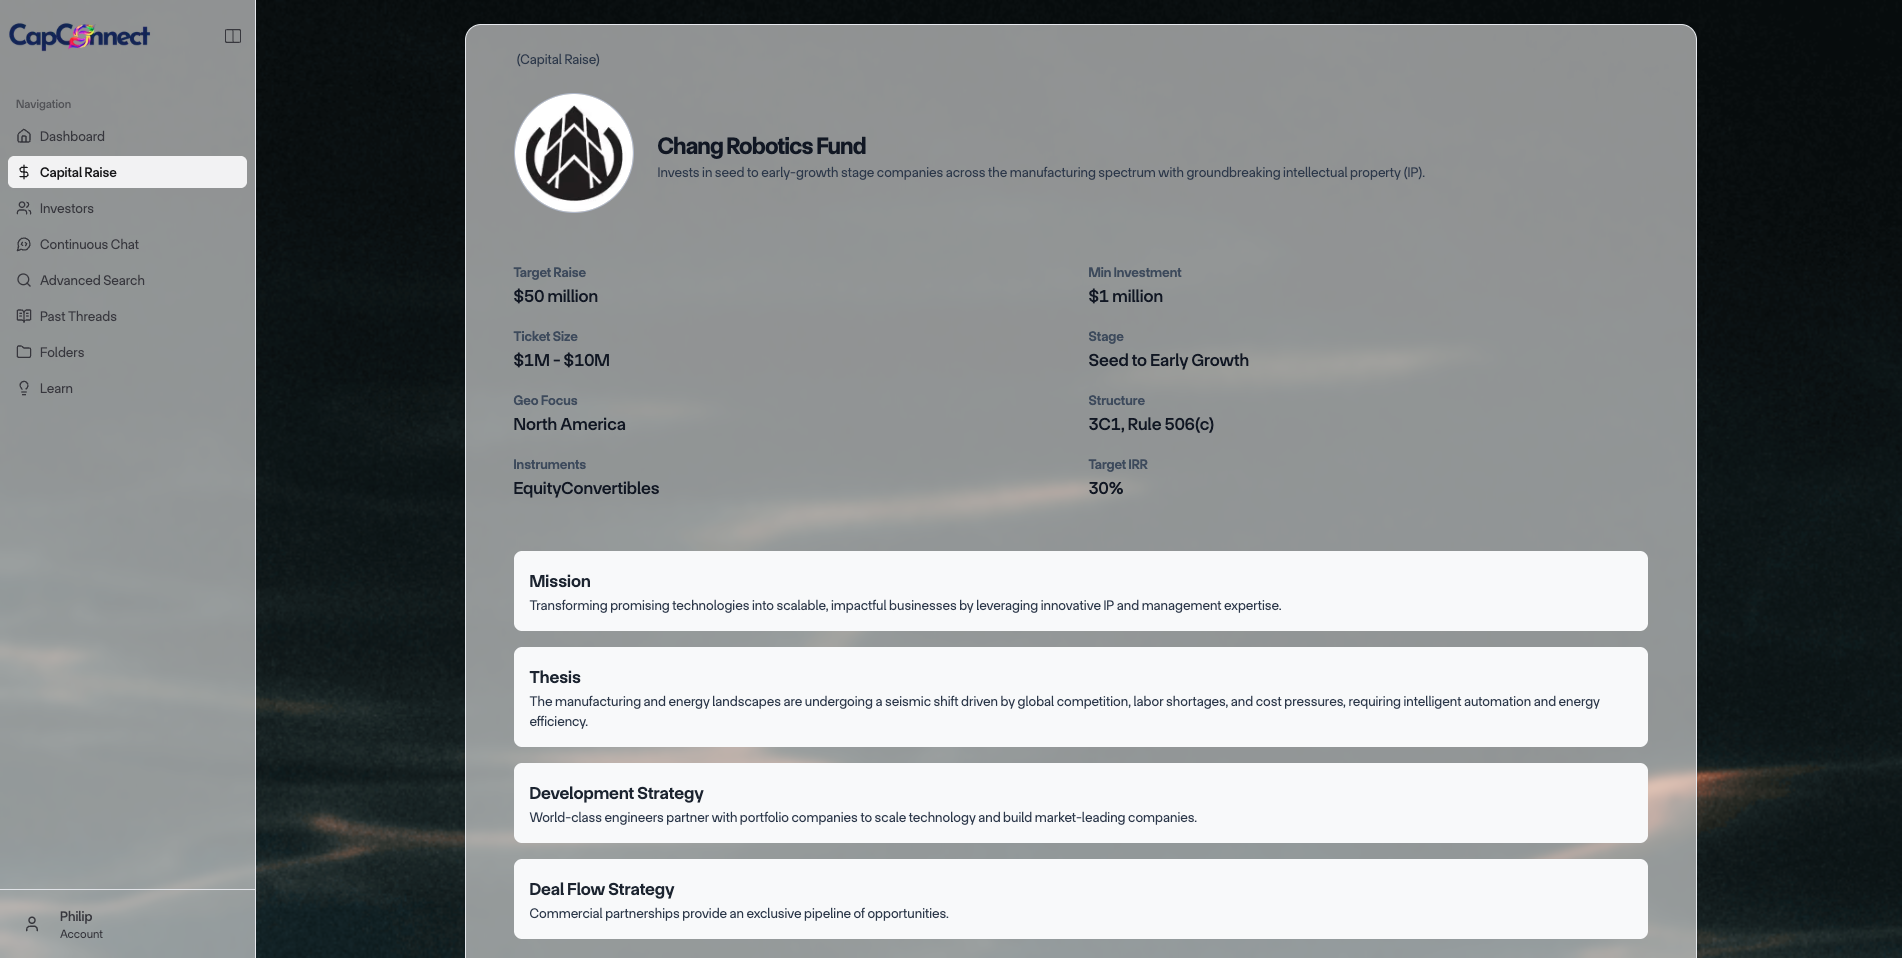 CapConnect
Navigation
Dashboard
Capital Raise
Investors
Continuous Chat
Advanced Search
Past Threads
Folders
Learn
Philip
Account
(Capital Raise)
Chang Robotics Fund
Invests in seed to early-growth stage companies across the manufacturing spectrum with groundbreaking intellectual property (IP).
Target Raise
$50 million
Min Investment
$1 million
Ticket Size
$1M - $10M
Stage
Seed to Early Growth
Geo Focus
North America
Structure
3C1, Rule 506(c)
Instruments
EquityConvertibles
Target IRR
30%
Mission
Transforming promising technologies into scalable, impactful businesses by leveraging innovative IP and management expertise.
Thesis
The manufacturing and energy landscapes are undergoing a seismic shift driven by global competition, labor shortages, and cost pressures, requiring intelligent automation and energy
efficiency.
Development Strategy
World-class engineers partner with portfolio companies to scale technology and build market-leading companies.
Deal Flow Strategy
Commercial partnerships provide an exclusive pipeline of opportunities.